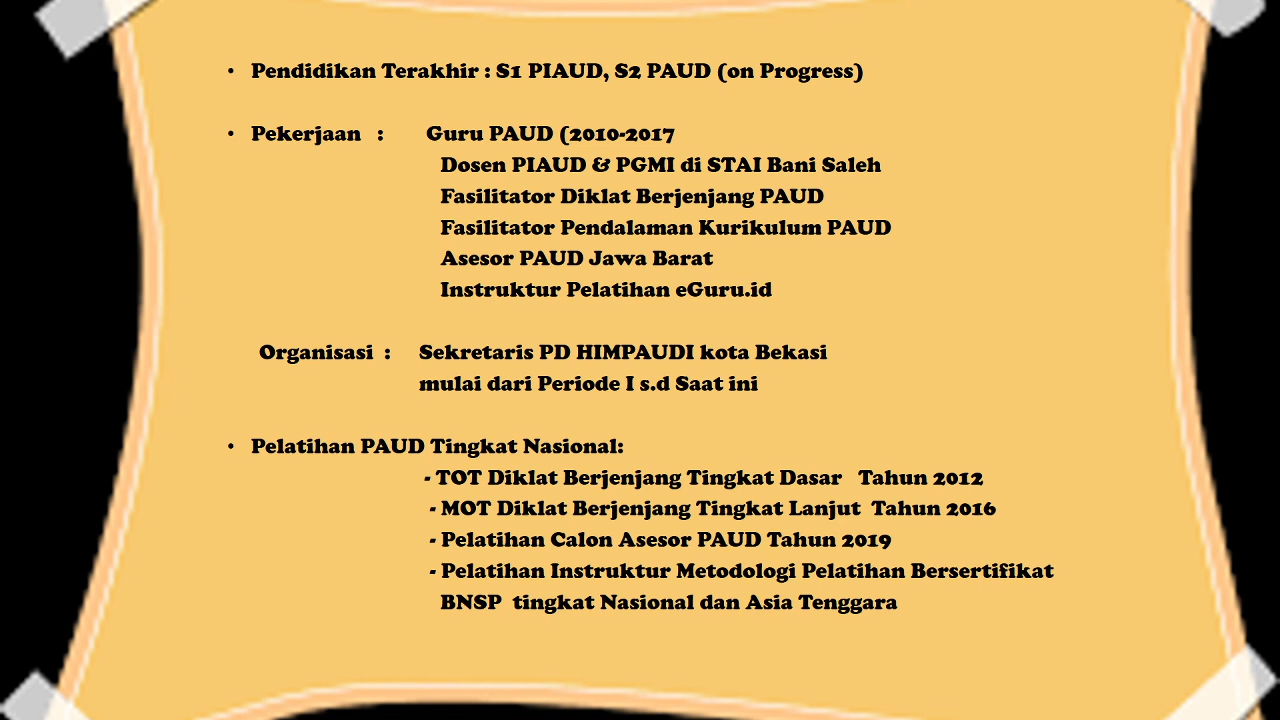 • Pendidikan Terakhir : S1 PIAUD, S2 PAUD (on Progress)
• Pekerjaan : Guru PAUD (2010-2017
Dosen PIAUD & PGMI di STAI Bani Saleh
Fasilitator Diklat Berjenjang PAUD
Fasilitator Pendalaman Kurikulum PAUD
Asesor PAUD Jawa Barat
Instruktur Pelatihan eGuru.id
Organisasi : Sekretaris PD HIMPAUDI kota Bekasi
mulai dari Periode I s.d Saat ini
• Pelatihan PAUD Tingkat Nasional:
- TOT Diklat Berjenjang Tingkat Dasar Tahun 2012
- MOT Diklat Berjenjang Tingkat Lanjut Tahun 2016
- Pelatihan Calon Asesor PAUD Tahun 2019
- Pelatihan Instruktur Metodologi Pelatihan Bersertifikat
BNSP tingkat Nasional dan Asia Tenggara